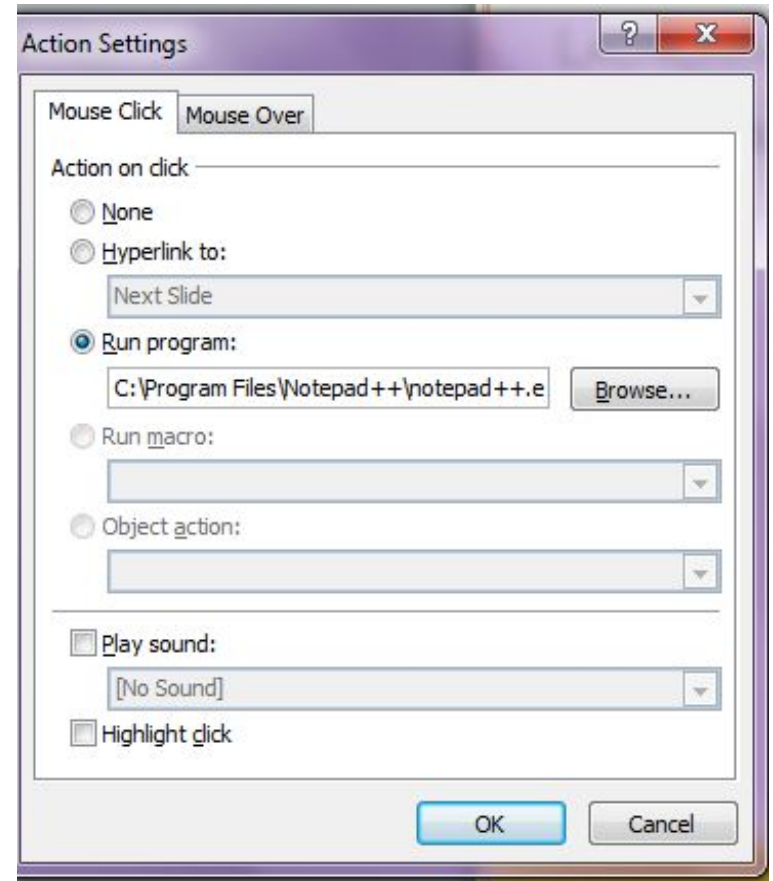 Action Settings
Mouse Click Mouse Over
Action on click
None
Hyperlink to:
Next Slide
Run program:
C:\Program Files\Notepad++\notepad++.e Browse...
Run macro:
Object action:
Play sound:
[No Sound]
Highlight click
OK Cancel